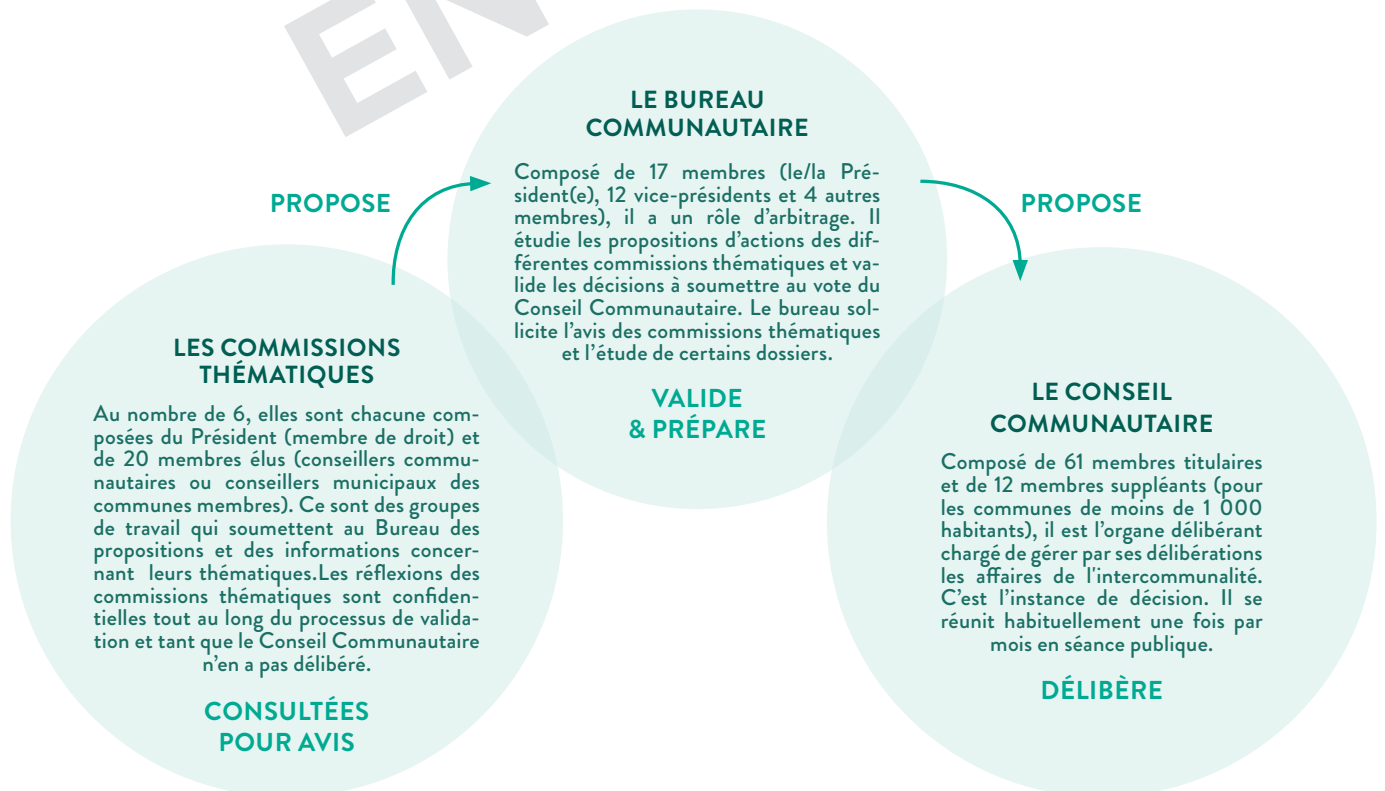 EN
LE BUREAU
COMMUNAUTAIRE
Composé de 17 membres (le/la Pré-
sident(e), 12 vice-présidents et 4 autres
membres), il a un rôle d'arbitrage. Il
étudie les propositions d'actions des dif-
férentes commissions thématiques et va-
lide les décisions à soumettre au vote du
Conseil Communautaire. Le bureau sol-
licite l'avis des commissions thématiques
et l'étude de certains dossiers.
VALIDE
& PRÉPARE
PROPOSE
PROPOSE
LES COMMISSIONS
THÉMATIQUES
Au nombre de 6, elles sont chacune com-
posées du Président (membre de droit) et
de 20 membres élus (conseillers commu-
nautaires ou conseillers municipaux des
communes membres). Ce sont des groupes
de travail qui soumettent au Bureau des
propositions et des informations concer-
nant leurs thématiques.Les réflexions des
commissions thématiques sont confiden-
tielles tout au long du processus de valida-
tion et tant que le Conseil Communautaire
n'en a pas délibéré.
CONSULTÉES
POUR AVIS
LE CONSEIL
COMMUNAUTAIRE
Composé de 61 membres titulaires
et de 12 membres suppléants (pour
les communes de moins de 1 000
habitants), il est l'organe délibérant
chargé de gérer par ses délibérations
les affaires de l'intercommunalité.
C'est l'instance de décision. Il se
réunit habituellement une fois par
mois en séance publique.
DÉLIBÈRE